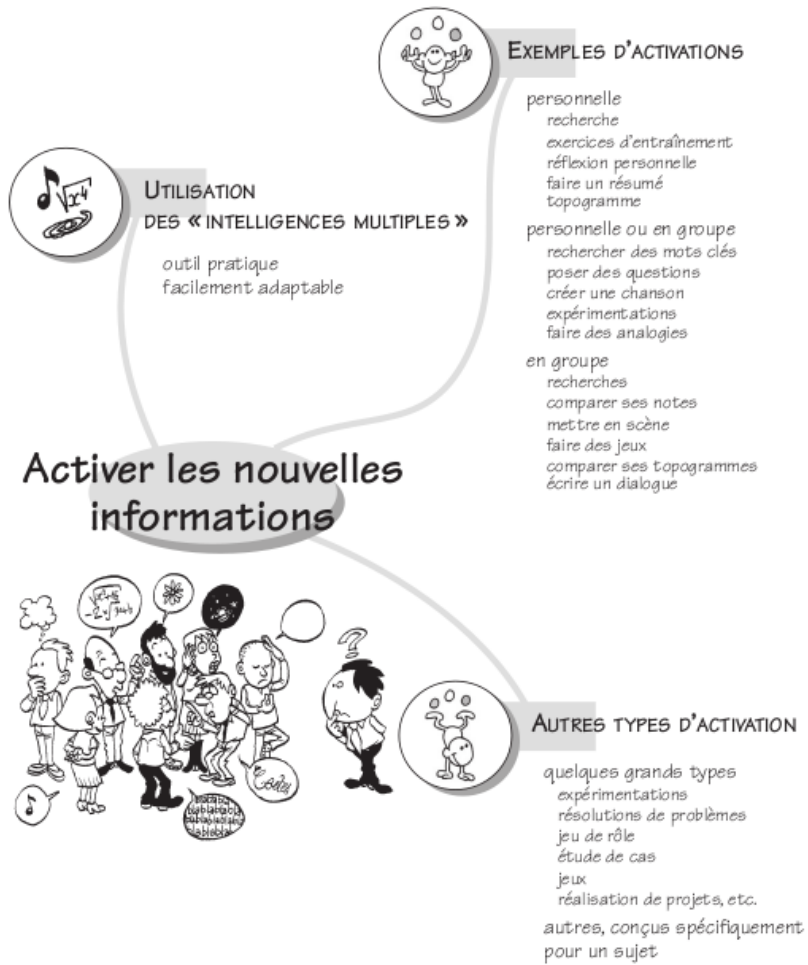 EXEMPLES D'ACTIVATIONS
personnelle
recherche
exercices d'entraînement
réflexion personnelle
faire un résumé
topogramme
personnelle ou en groupe
rechercher des mots clés
poser des questions
créer une chanson
expérimentations
faire des analogies
en groupe
recherches
comparer ses notes
mettre en scène
faire des jeux
comparer ses topogrammes
écrire un dialogue
UTILISATION
DES « INTELLIGENCES MULTIPLES »
outil pratique
facilement adaptable
Activer les nouvelles
informations
AUTRES TYPES D'ACTIVATION
quelques grands types
expérimentations
résolutions de problèmes
jeu de rôle
étude de cas
jeux
réalisation de projets, etc.
autres, conçus spécifiquement
pour un sujet